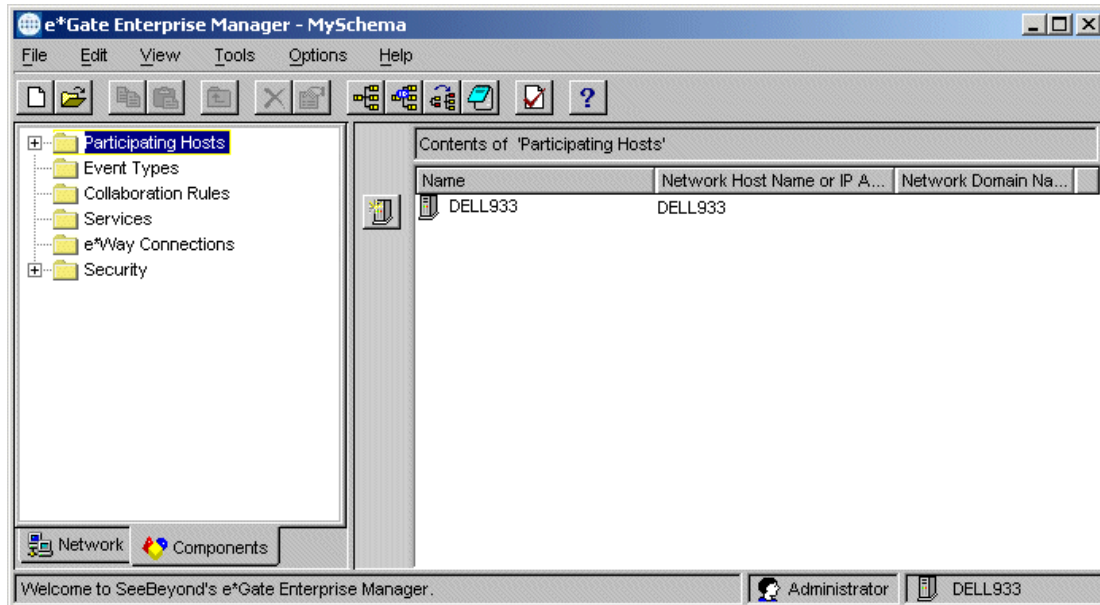 e*Gate Enterprise Manager - MySchema
File Edit View Tools Options Help
?
Participating Hosts
Event Types
Collaboration Rules
Services
e*Way Connections
Security
Contents of 'Participating Hosts'
Name Network Host Name or IP A... Network Domain Na...
DELL933 DELL933
Network Components
Welcome to SeeBeyond's e*Gate Enterprise Manager. Administrator DELL933